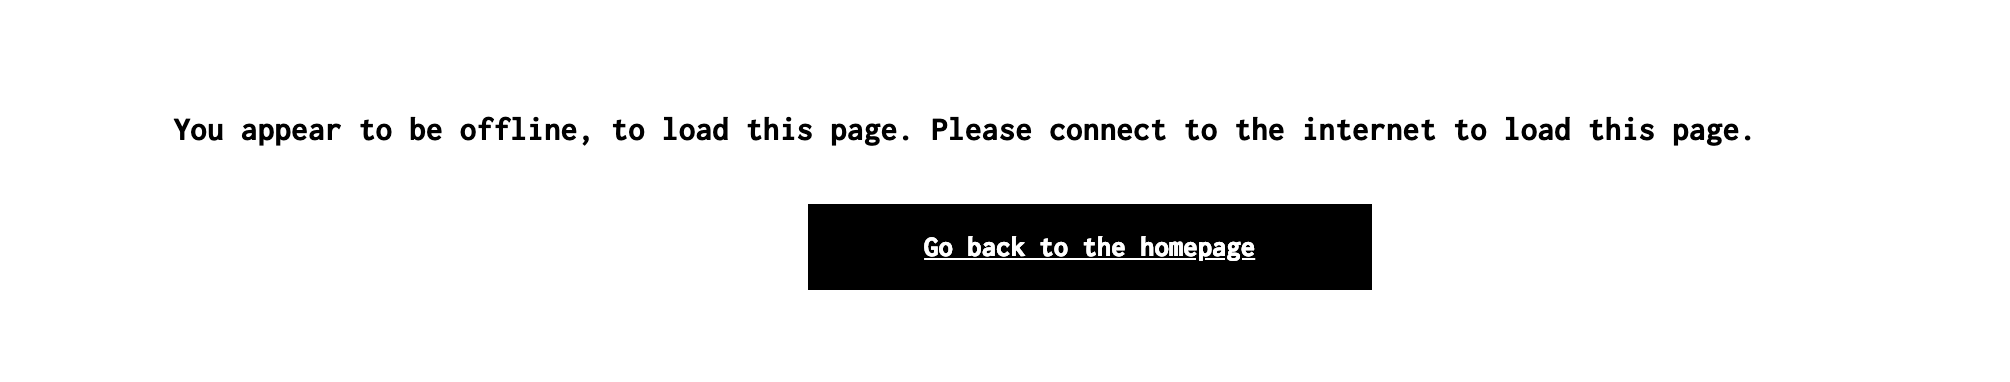 You appear to be offline, to load this page. Please connect to the internet to load this page.
Go back to the homepage